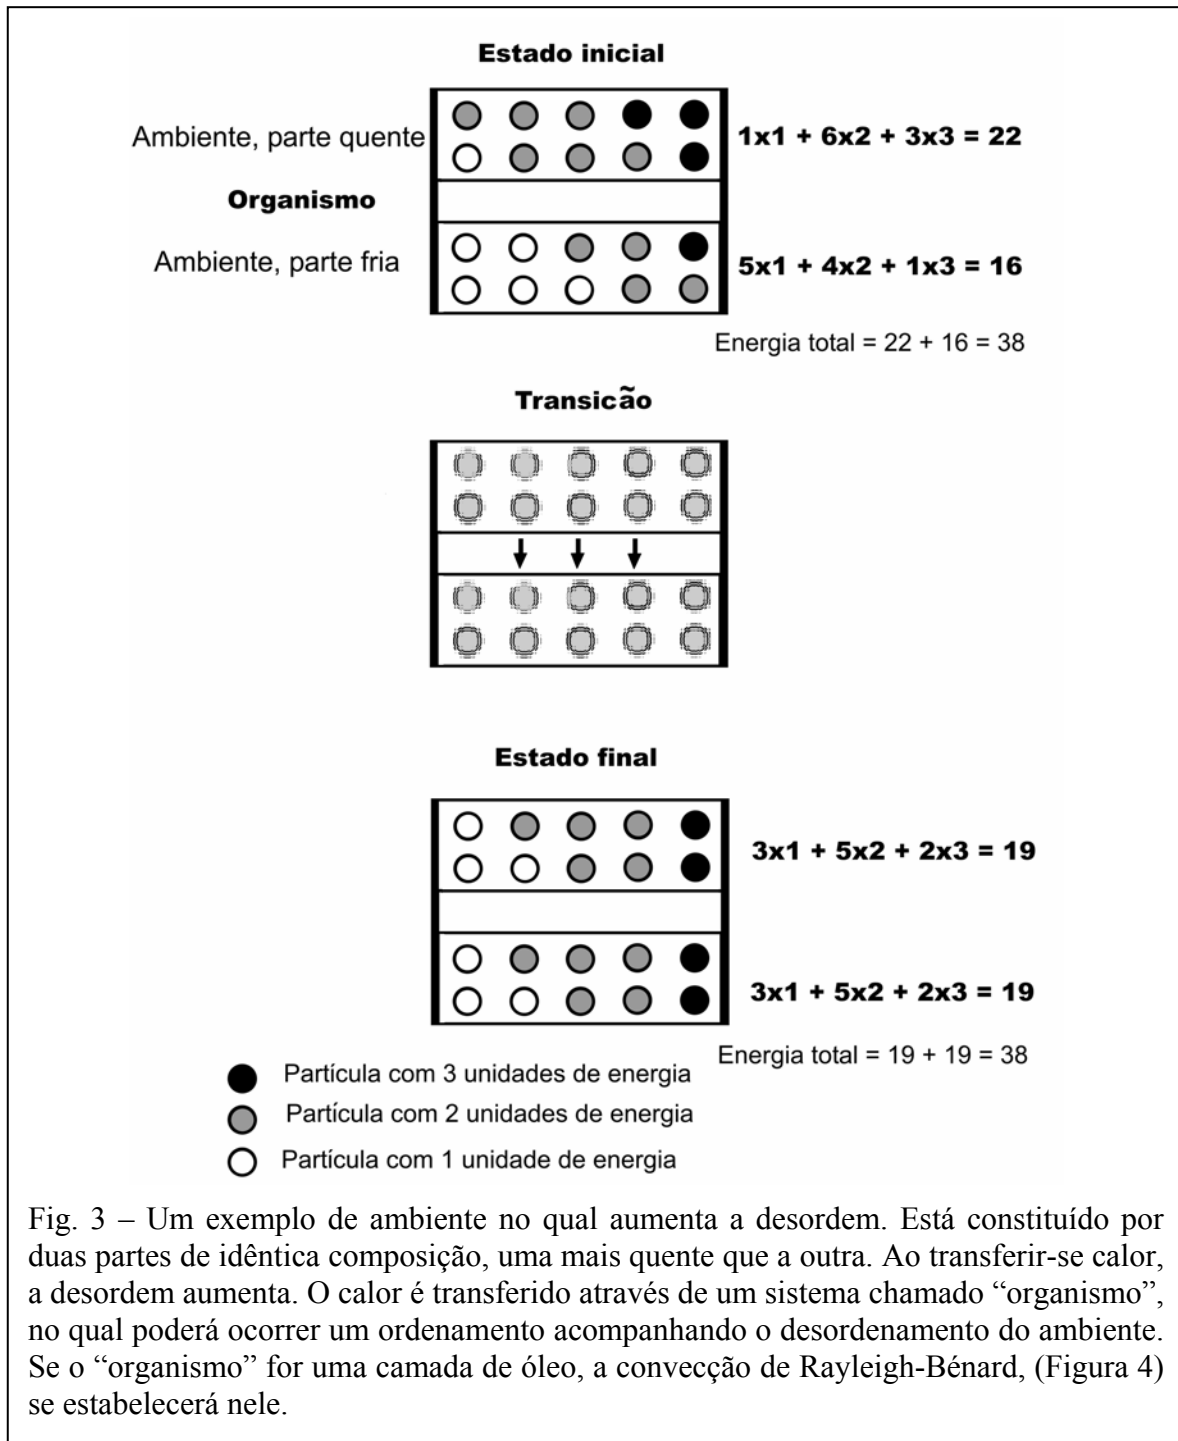 Estado inicial
Ambiente, parte quente
1x1 + 6x2 + 3x3 = 22
Organismo
Ambiente, parte fria
5x1 + 4x2 + 1x3 = 16
Energia total = 22 + 16 = 38
Transicão
Estado final
3x1 + 5x2 + 2x3 = 19
3x1 + 5x2 + 2x3 = 19
Energia total = 19 + 19 = 38
Partícula com 3 unidades de energia
Partícula com 2 unidades de energia
Partícula com 1 unidade de energia
Fig. 3 – Um exemplo de ambiente no qual aumenta a desordem. Está constituído por
duas partes de idêntica composição, uma mais quente que a outra. Ao transferir-se calor,
a desordem aumenta. O calor é transferido através de um sistema chamado “organismo”,
no qual poderá ocorrer um ordenamento acompanhando o desordenamento do ambiente.
Se o “organismo” for uma camada de óleo, a convecção de Rayleigh-Bénard, (Figura 4)
se estabelecerá nele.